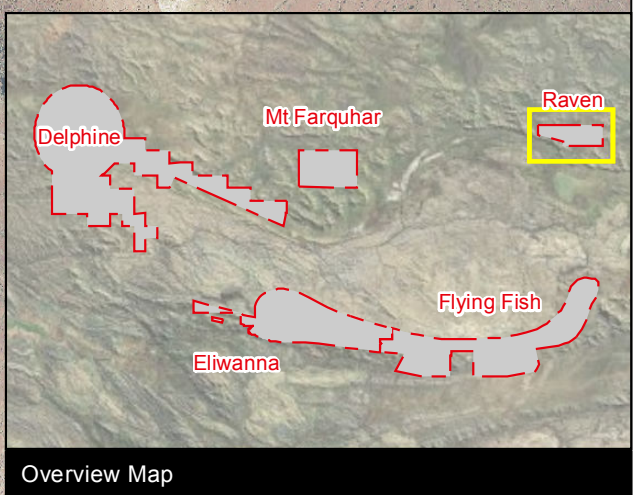 Raven
Mt Farquhar
Delphine
Flying Fish
Eliwanna
Overview Map